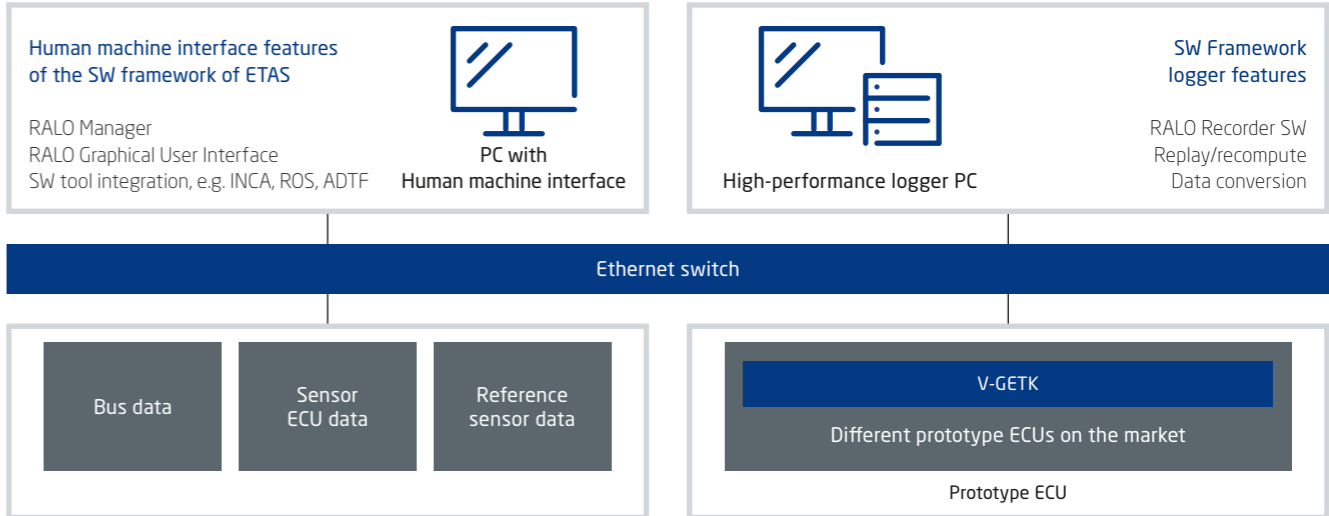 Human machine interface features
of the SW framework of ETAS
RALO Manager
RALO Graphical User Interface
SW tool integration, e.g. INCA, ROS, ADTF
PC with
Human machine interface
High-performance logger PC
SW Framework
logger features
RALO Recorder SW
Replay/recompute
Data conversion
Ethernet switch
Bus data
Sensor
ECU data
Reference
sensor data
V-GETK
Different prototype ECUs on the market
Prototype ECU